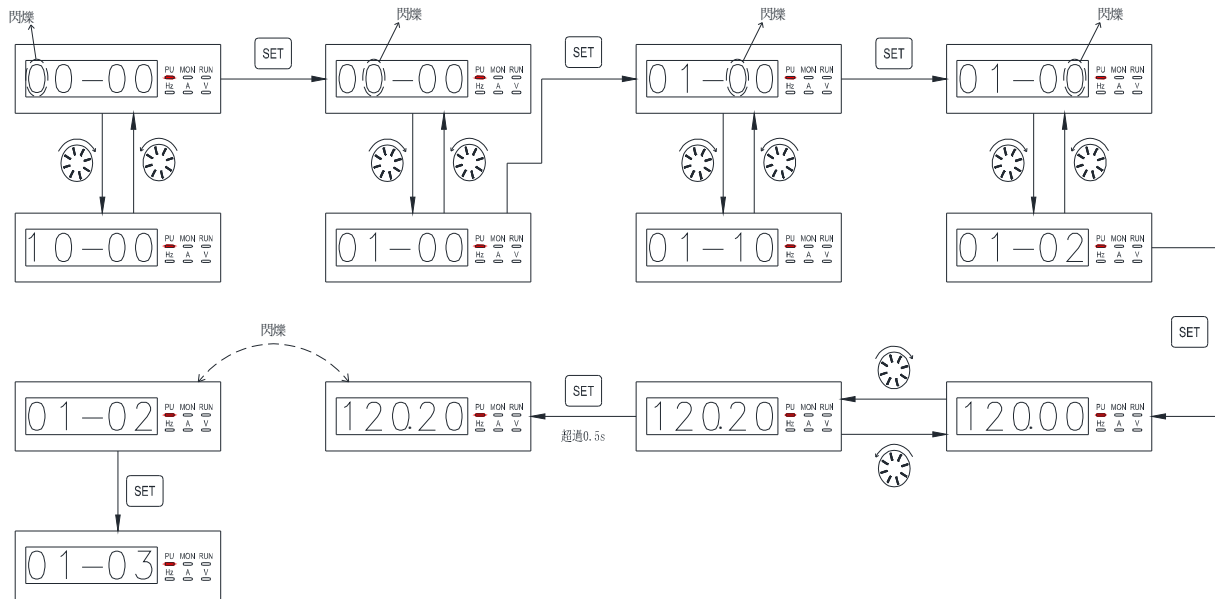 閃爍
閃爍
閃爍
閃爍
SET
SET
SET
00-00
PU MON RUN
Hz A V
00-00
PU MON RUN
Hz A V
01-00
PU MON RUN
Hz A V
01-00
PU MON RUN
Hz A V
10-00
PU MON RUN
Hz A V
01-00
PU MON RUN
Hz A V
01-10
PU MON RUN
Hz A V
01-02
PU MON RUN
Hz A V
SET
閃爍
01-02
PU MON RUN
Hz A V
120.20
PU MON RUN
Hz A V
SET
超過0.5s
120.20
PU MON RUN
Hz A V
120.00
PU MON RUN
Hz A V
SET
01-03
PU MON RUN
Hz A V